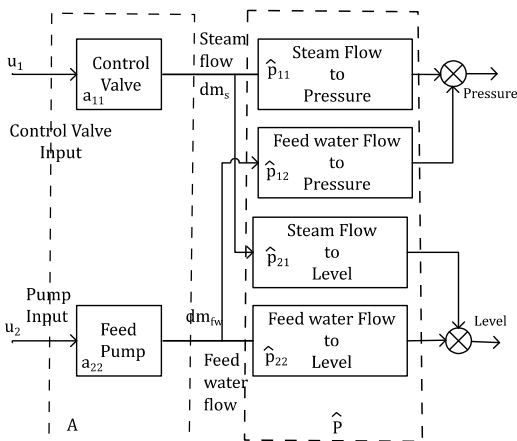 u₁
Control
Valve
a₁₁
Steam
flow
dmₛ
p̂₁₁
Steam Flow
to
Pressure
Pressure
Control Valve
Input
Feed water Flow
to
Pressure
p̂₁₂
Steam Flow
to
Level
p̂₂₁
Pump
Input
u₂
Feed
Pump
a₂₂
dm_fw
Feed
water
flow
Feed water Flow
to
Level
p̂₂₂
Level
A
P̂